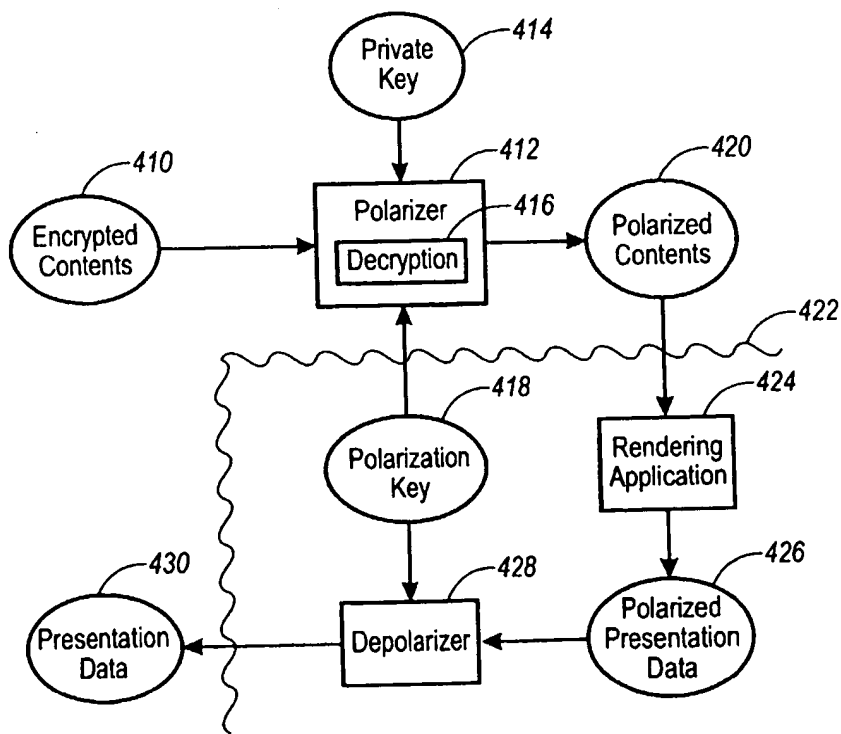 Private
Key
414
410
412
420
Encrypted
Contents
Polarizer
416
Decryption
Polarized
Contents
422
418
424
Polarization
Key
Rendering
Application
430
428
426
Presentation
Data
Depolarizer
Polarized
Presentation
Data